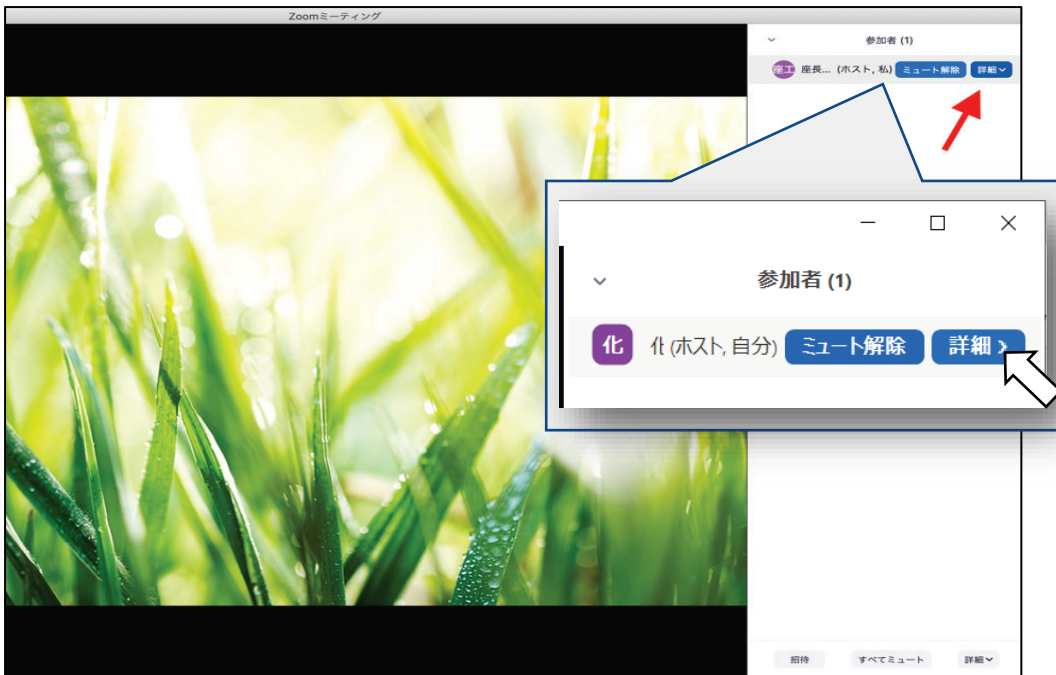 Zoomミーティング
参加者 (1)
座工 座長... (ホスト, 私) ミュート解除 詳細
参加者 (1)
化 化 (ホスト, 自分) ミュート解除 詳細
招待 すべてミュート 詳細